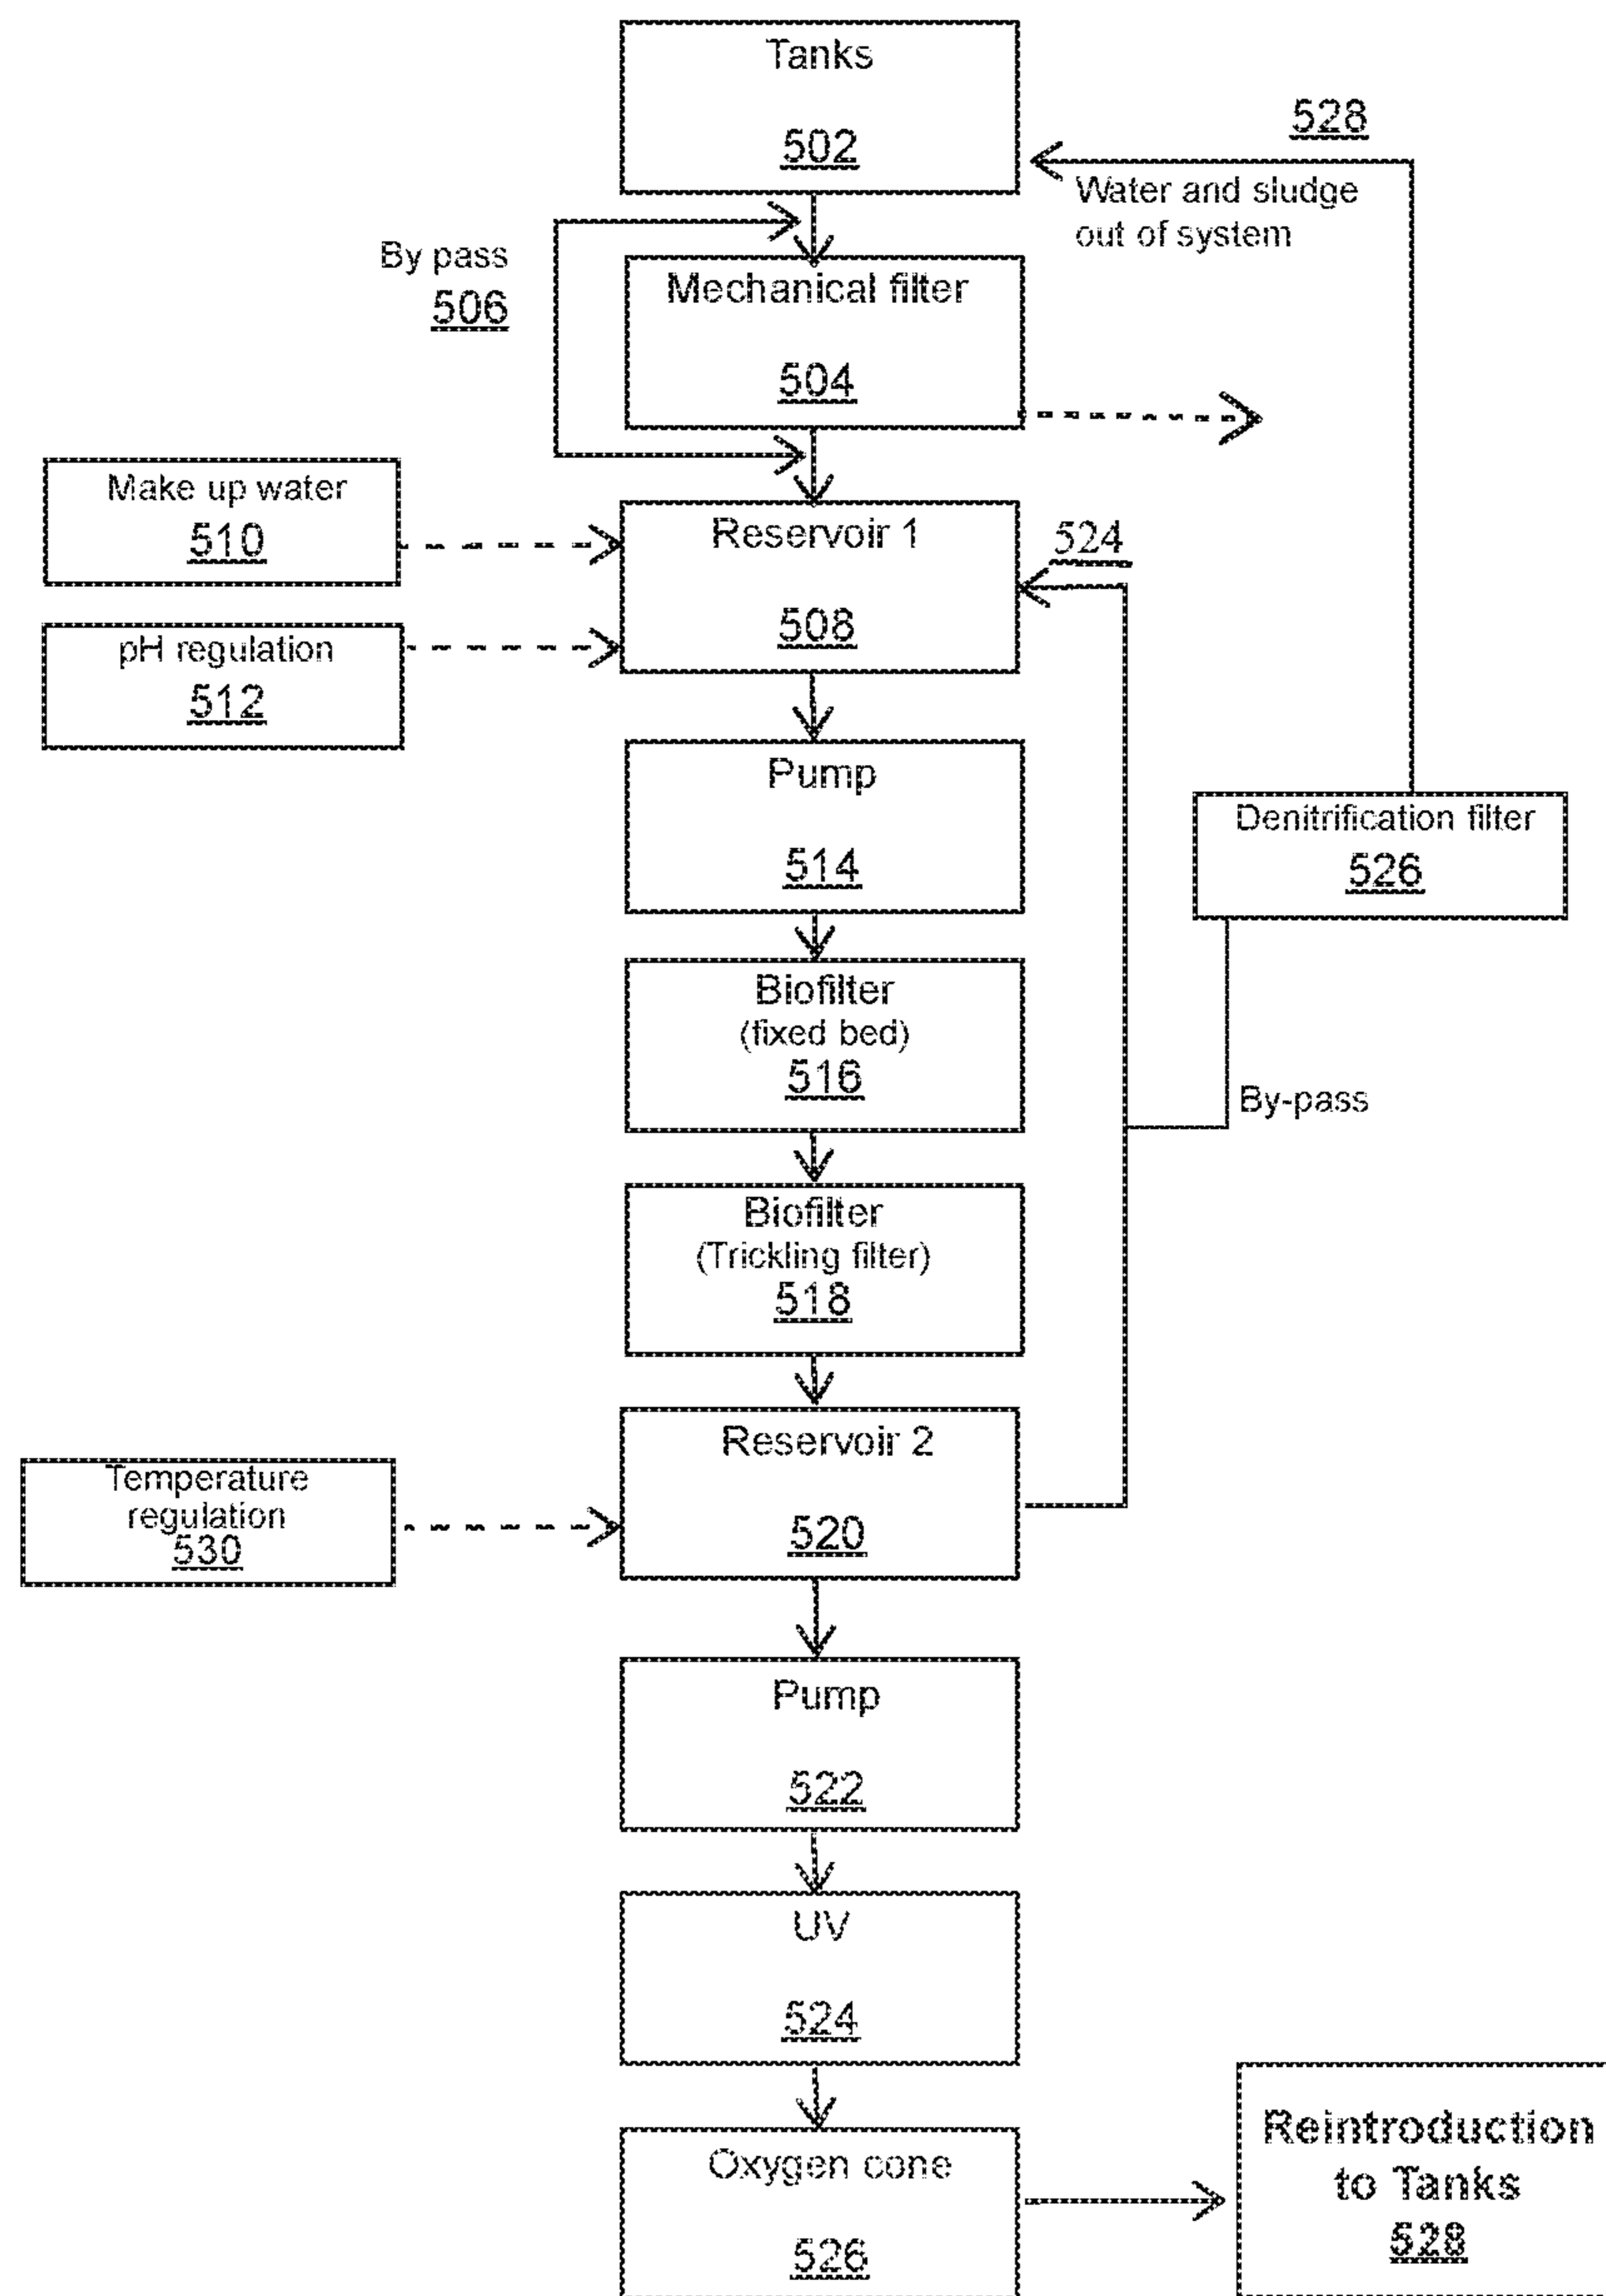 Tanks
502
528
Water and sludge
out of system
By pass
506
Mechanical filter
504
Make up water
510
Reservoir 1
508
524
pH regulation
512
Pump
514
Denitrification filter
526
Biofilter
(fixed bed)
516
By-pass
Biofilter
(Trickling filter)
518
Reservoir 2
520
Temperature
regulation
530
Pump
522
UV
524
Oxygen cone
526
Reintroduction
to Tanks
528